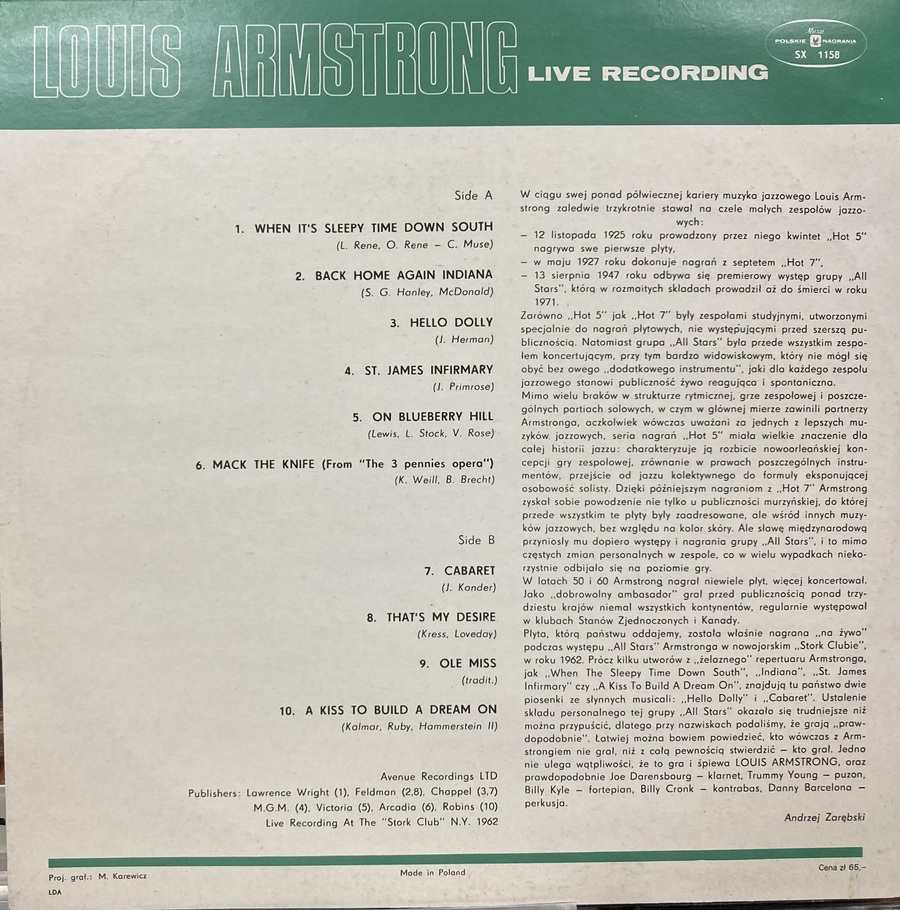 LOUIS ARMSTRONG LIVE RECORDING
Muza
POLSKIE NAGRANIA
SX 1158
Side A
1. WHEN IT'S SLEEPY TIME DOWN SOUTH
(L. Rene, O. Rene – C. Muse)
2. BACK HOME AGAIN INDIANA
(S. G. Hanley, McDonald)
3. HELLO DOLLY
(J. Herman)
4. ST. JAMES INFIRMARY
(J. Primrose)
5. ON BLUEBERRY HILL
(Lewis, L. Stock, V. Rose)
6. MACK THE KNIFE (From "The 3 pennies opera")
(K. Weill, B. Brecht)
Side B
7. CABARET
(J. Kander)
8. THAT'S MY DESIRE
(Kress, Loveday)
9. OLE MISS
(tradit.)
10. A KISS TO BUILD A DREAM ON
(Kalmar, Ruby, Hammerstein II)
Avenue Recordings LTD
Publishers: Lawrence Wright (1), Feldman (2,8), Chappel (3,7)
M.G.M. (4), Victoria (5), Arcadia (6), Robins (10)
Live Recording At The "Stork Club" N.Y. 1962
W ciągu swej ponad półwiecznej kariery muzyka jazzowego Louis Arm-
strong zaledwie trzykrotnie stawał na czele małych zespołów jazzo-
wych:
– 12 listopada 1925 roku prowadzony przez niego kwintet „Hot 5"
nagrywa swe pierwsze płyty,
– w maju 1927 roku dokonuje nagrań z septetem „Hot 7",
– 13 sierpnia 1947 roku odbywa się premierowy występ grupy „All
Stars", którą w rozmaitych składach prowadził aż do śmierci w roku
1971.
Zarówno „Hot 5" jak „Hot 7" były zespołami studyjnymi, utworzonymi
specjalnie do nagrań płytowych, nie występującymi przed szerszą pu-
blicznością. Natomiast grupa „All Stars" była przede wszystkim zespo-
łem koncertującym, przy tym bardzo widowiskowym, który nie mógł się
obyć bez owego „dodatkowego instrumentu", jaki dla każdego zespołu
jazzowego stanowi publiczność żywo reagująca i spontaniczna.
Mimo wielu braków w strukturze rytmicznej, grze zespołowej i poszcze-
gólnych partiach solowych, w czym w głównej mierze zawinili partnerzy
Armstronga, aczkolwiek wówczas uważani za jednych z lepszych mu-
zyków jazzowych, seria nagrań „Hot 5" miała wielkie znaczenie dla
całej historii jazzu: charakteryzuje ją rozbicie nowoorleańskiej kon-
cepcji gry zespołowej, zrównanie w prawach poszczególnych instru-
mentów, przejście od jazzu kolektywnego do formuły eksponującej
osobowość solisty. Dzięki późniejszym nagraniom z „Hot 7" Armstrong
zyskał sobie powodzenie nie tylko u publiczności murzyńskiej, do której
przede wszystkim te płyty były zaadresowane, ale wśród innych muzy-
ków jazzowych, bez względu na kolor skóry. Ale sławę międzynarodową
przyniosły mu dopiero występy i nagrania grupy „All Stars", i to mimo
częstych zmian personalnych w zespole, co w wielu wypadkach nieko-
rzystnie odbijało się na poziomie gry.
W latach 50 i 60 Armstrong nagrał niewiele płyt, więcej koncertował.
Jako „dobrowolny ambasador" grał przed publicznością ponad trzy-
dziestu krajów niemal wszystkich kontynentów, regularnie występował
w klubach Stanów Zjednoczonych i Kanady.
Płyta, którą państwu oddajemy, została właśnie nagrana „na żywo"
podczas występu „All Stars" Armstronga w nowojorskim „Stork Clubie",
w roku 1962. Prócz kilku utworów z „żelaznego" repertuaru Armstronga,
jak „When The Sleepy Time Down South", „Indiana", „St. James
Infirmary" czy „A Kiss To Build A Dream On", znajdują tu państwo dwie
piosenki ze słynnych musicali: „Hello Dolly" i „Cabaret". Ustalenie
składu personalnego tej grupy „All Stars" okazało się trudniejsze niż
można przypuścić, dlatego przy nazwiskach podaliśmy, że grają „praw-
dopodobnie". Łatwiej można bowiem powiedzieć, kto wówczas z Arm-
strongiem nie grał, niż z całą pewnością stwierdzić – kto grał. Jedno
nie ulega wątpliwości, że to gra i śpiewa LOUIS ARMSTRONG, oraz
prawdopodobnie Joe Darensbourg – klarnet, Trummy Young – puzon,
Billy Kyle – fortepian, Billy Cronk – kontrabas, Danny Barcelona –
perkusja.
Andrzej Zarębski
Proj. graf.: M. Karewicz
LDA
Made in Poland
Cena zł 65,–